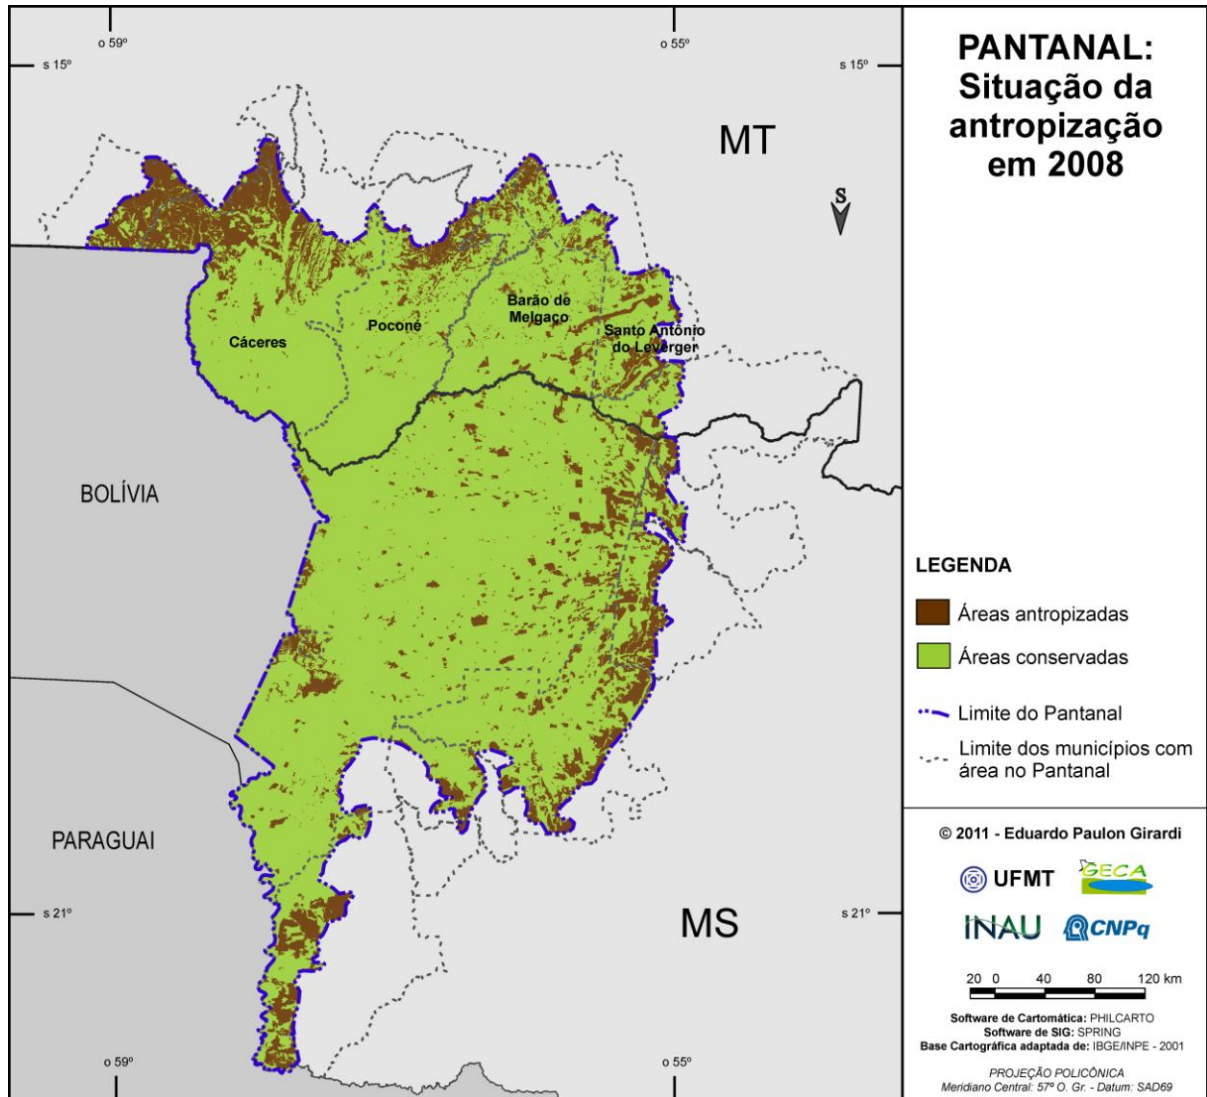 PANTANAL:
Situação da
antropização
em 2008
o 59º
o 55º
s 15º
s 15º
MT
S
Cáceres
Poconé
Barão de
Melgaço
Santo Antônio
do Leverger
BOLÍVIA
PARAGUAI
MS
s 21º
s 21º
o 59º
o 55º
LEGENDA
Áreas antropizadas
Áreas conservadas
Limite do Pantanal
Limite dos municípios com
área no Pantanal
© 2011 - Eduardo Paulon Girardi
UFMT
GECA
INAU
CNPq
20 0 40 80 120 km
Software de Cartomática: PHILCARTO
Software de SIG: SPRING
Base Cartográfica adaptada de: IBGE/INPE - 2001
PROJEÇÃO POLICÔNICA
Meridiano Central: 57º O. Gr. - Datum: SAD69